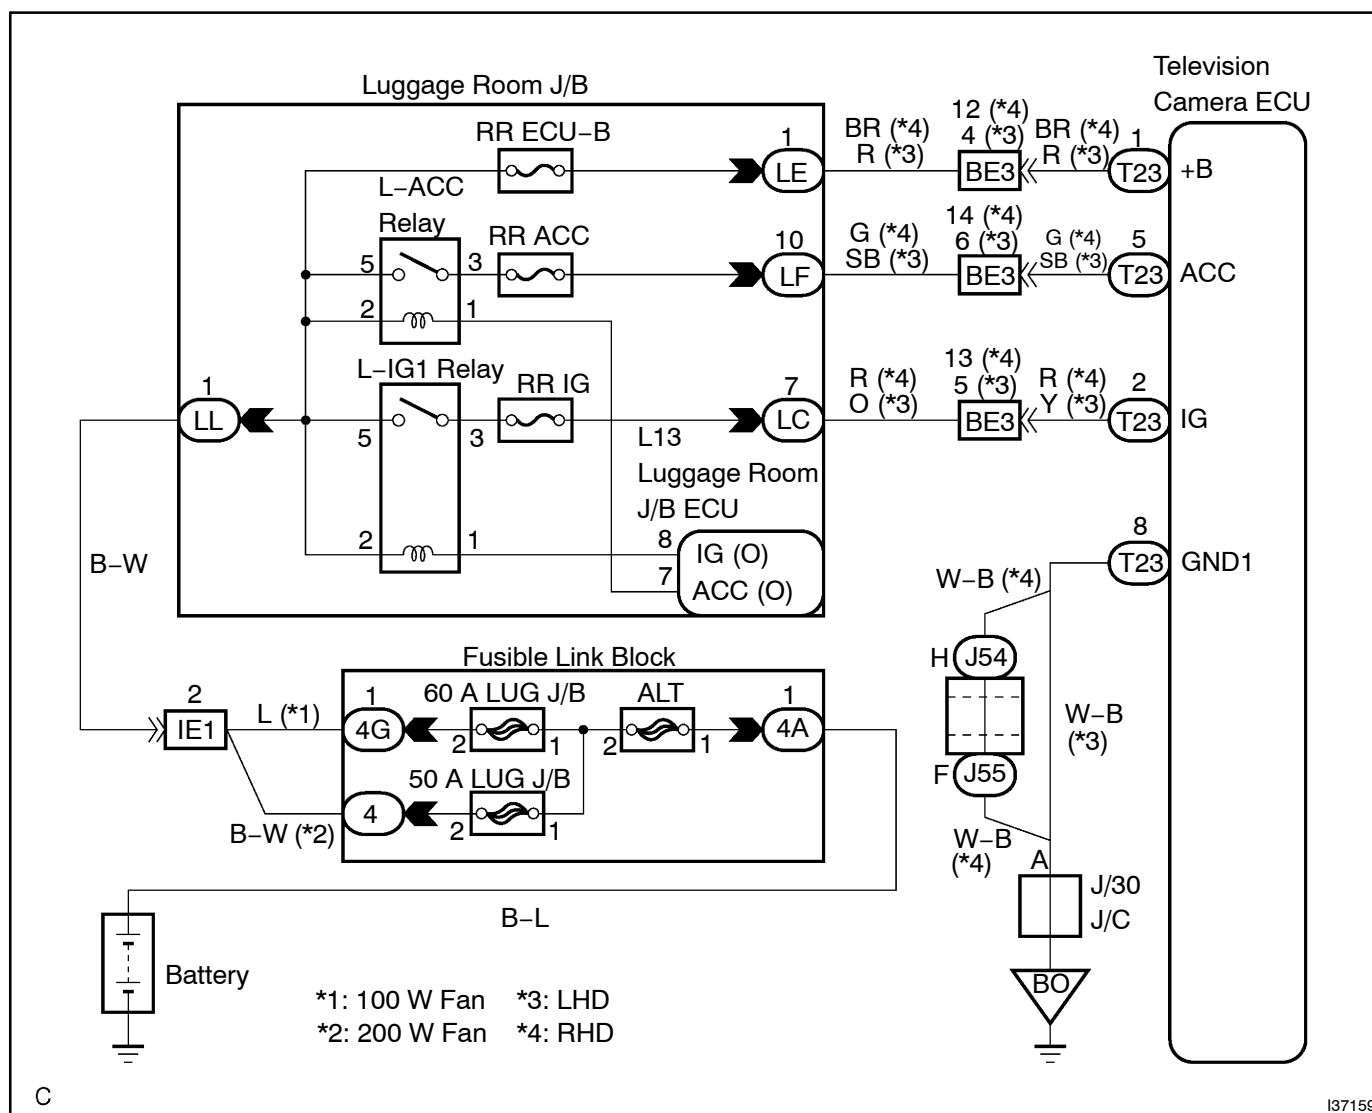 Television
Camera ECU
Luggage Room J/B
RR ECU−B
1
LE
BR (*4)
R (*3)
12 (*4)
4 (*3)
BE3
BR (*4)
R (*3)
1
T23
+B
L−ACC
Relay
5
3
2
1
RR ACC
10
LF
G (*4)
SB (*3)
14 (*4)
6 (*3)
BE3
G (*4)
SB (*3)
5
T23
ACC
1
LL
L−IG1 Relay
5
3
2
1
RR IG
7
LC
R (*4)
O (*3)
13 (*4)
5 (*3)
BE3
R (*4)
Y (*3)
2
T23
IG
L13
Luggage Room
J/B ECU
8
IG (O)
7
ACC (O)
B−W
8
T23
GND1
W−B (*4)
H
J54
F
J55
W−B
(*3)
W−B
(*4)
A
J/30
J/C
BO
Fusible Link Block
2
IE1
L (*1)
B−W (*2)
1
4G
60 A LUG J/B
2
1
ALT
2
1
1
4A
4
50 A LUG J/B
2
1
B−L
Battery
*1: 100 W Fan
*3: LHD
*2: 200 W Fan
*4: RHD
C
I37159